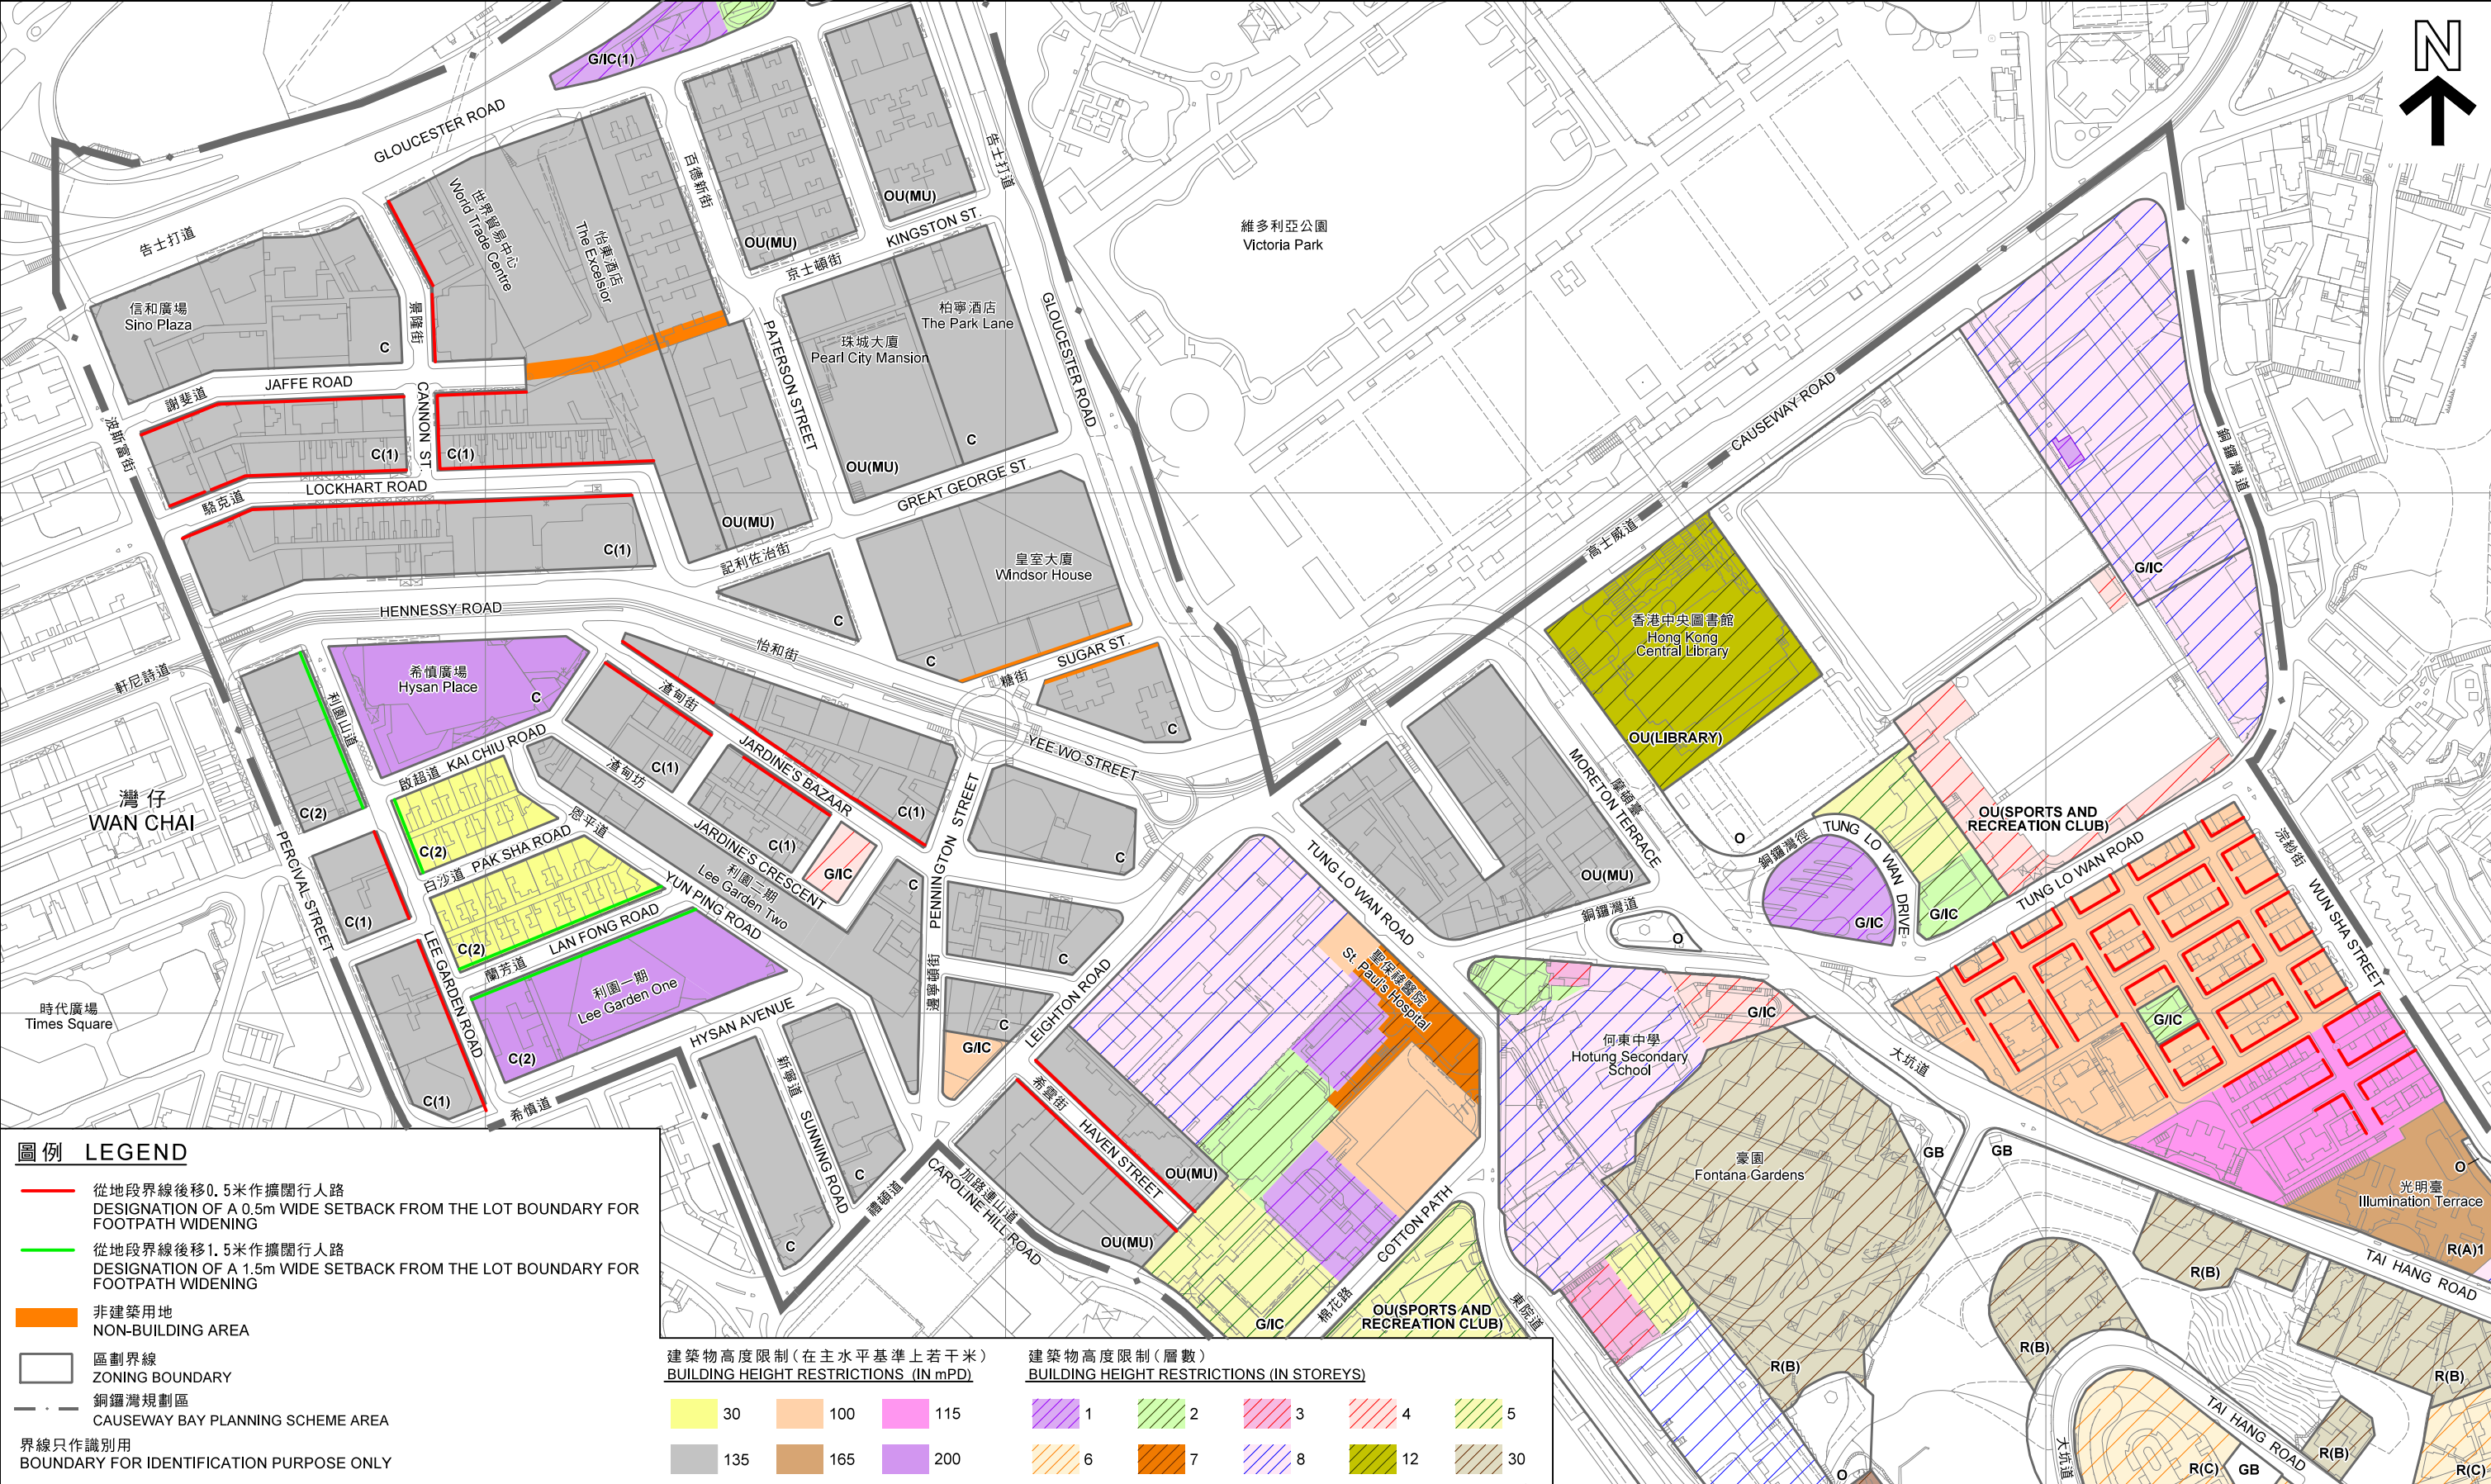 N
G/IC(1)
GLOUCESTER ROAD
告士打道
百德新街
OU(MU)
OU(MU)
KINGSTON ST.
京士頓街
告士打道
維多利亞公園
Victoria Park
世界貿易中心
World Trade Centre
怡東酒店
The Excelsior
信和廣場
Sino Plaza
C
景隆街
柏寧酒店
The Park Lane
珠城大廈
Pearl City Mansion
PATERSON STREET
GLOUCESTER ROAD
JAFFE ROAD
謝斐道
CANNON ST.
C(1)
C(1)
C
OU(MU)
波斯富街
LOCKHART ROAD
駱克道
GREAT GEORGE ST.
OU(MU)
C(1)
記利佐治街
皇室大廈
Windsor House
CAUSEWAY ROAD
高士威道
銅鑼灣道
G/IC
HENNESSY ROAD
怡和街
C
C
SUGAR ST.
糖街
C
香港中央圖書館
Hong Kong
Central Library
OU(LIBRARY)
軒尼詩道
希慎廣場
Hysan Place
C
利園山道
渣甸街
啟超道 KAI CHIU ROAD
渣甸坊
C(1)
JARDINE'S BAZAAR
YEE WO STREET
C(1)
灣仔
WAN CHAI
C(2)
恩平道
C(2)
白沙道 PAK SHA ROAD
JARDINE'S CRESCENT
C(1)
G/IC
利園二期
Lee Garden Two
PENNINGTON STREET
C
C
PERCIVAL STREET
C(1)
YUN PING ROAD
C(2)
LAN FONG ROAD
蘭芳道
LEE GARDEN ROAD
利園一期
Lee Garden One
C(2)
C
邊寧頓街
C
G/IC
LEIGHTON ROAD
時代廣場
Times Square
HYSAN AVENUE
希慎道
C(1)
新寧道
SUNNING ROAD
C
C
禮頓道
加路連山道
CAROLINE HILL ROAD
希雲街
HAVEN STREET
OU(MU)
OU(MU)
TUNG LO WAN ROAD
MORETON TERRACE
摩頓臺
OU(MU)
銅鑼灣道
O
O
銅鑼灣徑
TUNG LO WAN DRIVE
G/IC
G/IC
OU(SPORTS AND
RECREATION CLUB)
TUNG LO WAN ROAD
浣紗街
WUN SHA STREET
G/IC
聖保祿醫院
St. Paul's Hospital
G/IC
何東中學
Hotung Secondary
School
大坑道
豪園
Fontana Gardens
GB
GB
光明臺
Illumination Terrace
O
R(A)1
TAI HANG ROAD
R(B)
R(B)
R(B)
R(B)
R(B)
TAI HANG ROAD
大坑道
R(C)
GB
R(C)
O
COTTON PATH
棉花路
東院道
G/IC
OU(SPORTS AND
RECREATION CLUB)
圖例 LEGEND
從地段界線後移0.5米作擴闊行人路
DESIGNATION OF A 0.5m WIDE SETBACK FROM THE LOT BOUNDARY FOR
FOOTPATH WIDENING
從地段界線後移1.5米作擴闊行人路
DESIGNATION OF A 1.5m WIDE SETBACK FROM THE LOT BOUNDARY FOR
FOOTPATH WIDENING
非建築用地
NON-BUILDING AREA
區劃界線
ZONING BOUNDARY
銅鑼灣規劃區
CAUSEWAY BAY PLANNING SCHEME AREA
界線只作識別用
BOUNDARY FOR IDENTIFICATION PURPOSE ONLY
建築物高度限制(在主水平基準上若干米)
BUILDING HEIGHT RESTRICTIONS (IN mPD)
30 100 115
135 165 200
建築物高度限制(層數)
BUILDING HEIGHT RESTRICTIONS (IN STOREYS)
1 2 3 4 5
6 7 8 12 30